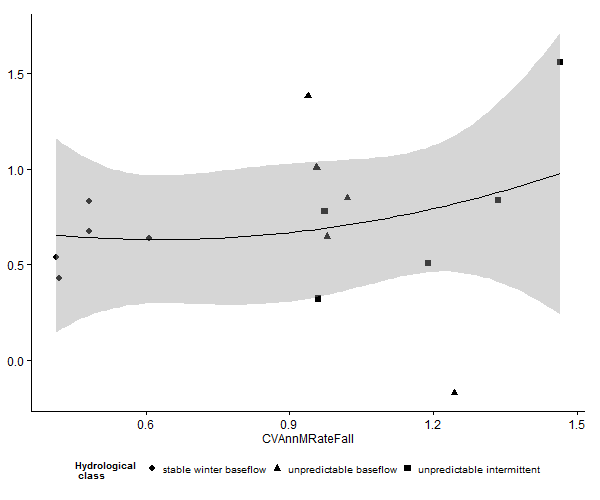 1.5
1.0
0.5
0.0
0.6 0.9 1.2 1.5
CVAnnMRateFall
Hydrological
class
stable winter baseflow unpredictable baseflow unpredictable intermittent